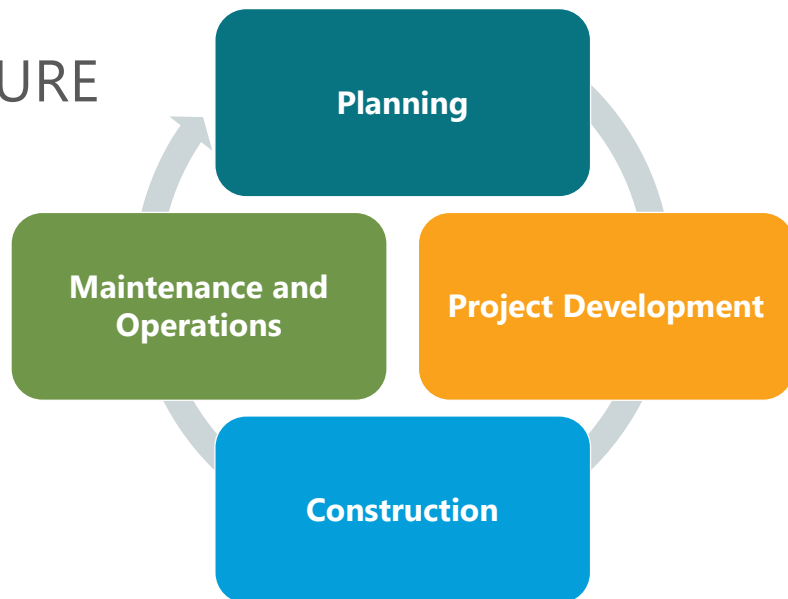 URE
Planning
Maintenance and
Operations
Project Development
Construction